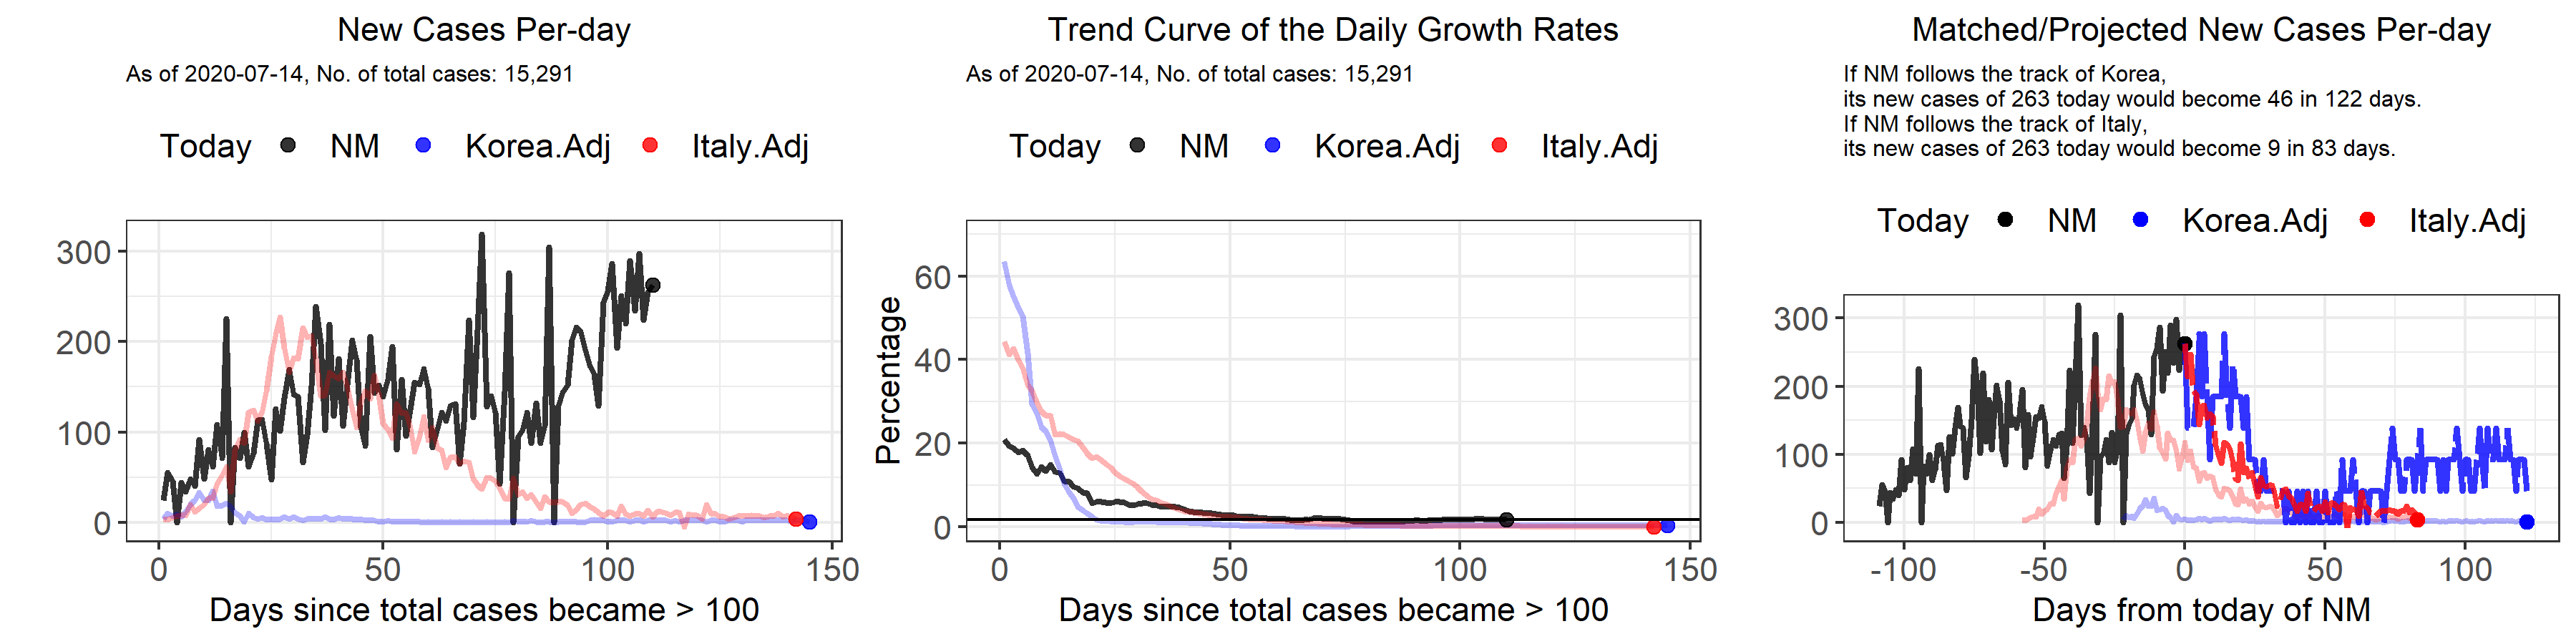 New Cases Per-day
As of 2020-07-14, No. of total cases: 15,291
Today NM Korea.Adj Italy.Adj
300
200
100
0
0 50 100 150
Days since total cases became > 100
Trend Curve of the Daily Growth Rates
As of 2020-07-14, No. of total cases: 15,291
Today NM Korea.Adj Italy.Adj
Percentage
60
40
20
0
0 50 100 150
Days since total cases became > 100
Matched/Projected New Cases Per-day
If NM follows the track of Korea,
its new cases of 263 today would become 46 in 122 days.
If NM follows the track of Italy,
its new cases of 263 today would become 9 in 83 days.
Today NM Korea.Adj Italy.Adj
300
200
100
0
-100 -50 0 50 100
Days from today of NM